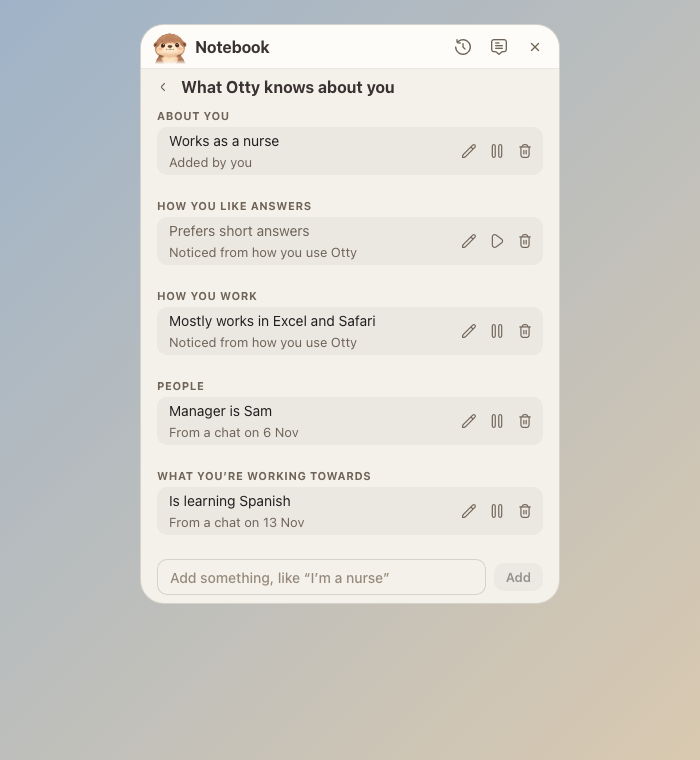 Notebook
What Otty knows about you
ABOUT YOU
Works as a nurse
Added by you
HOW YOU LIKE ANSWERS
Prefers short answers
Noticed from how you use Otty
HOW YOU WORK
Mostly works in Excel and Safari
Noticed from how you use Otty
PEOPLE
Manager is Sam
From a chat on 6 Nov
WHAT YOU’RE WORKING TOWARDS
Is learning Spanish
From a chat on 13 Nov
Add something, like “I’m a nurse”
Add